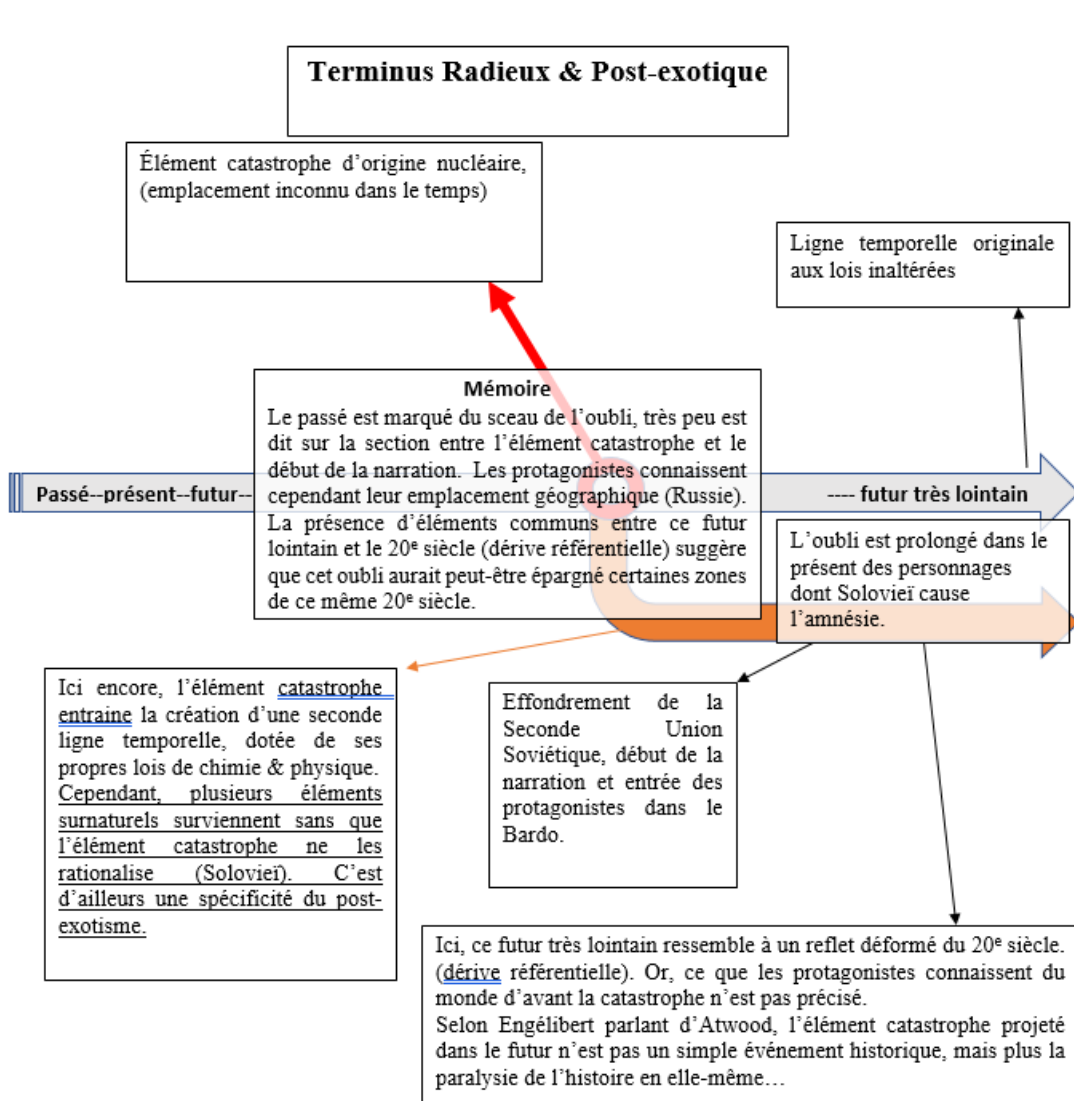 Terminus Radieux & Post-exotique
Élément catastrophe d’origine nucléaire,
(emplacement inconnu dans le temps)
Ligne temporelle originale
aux lois inaltérées
Mémoire
Le passé est marqué du sceau de l’oubli, très peu est
dit sur la section entre l’élément catastrophe et le
début de la narration. Les protagonistes connaissent
cependant leur emplacement géographique (Russie).
La présence d’éléments communs entre ce futur
lointain et le 20e siècle (dérive référentielle) suggère
que cet oubli aurait peut-être épargné certaines zones
de ce même 20e siècle.
Passé--présent--futur--
---- futur très lointain
L’oubli est prolongé dans le
présent des personnages
dont Solovieï cause
l’amnésie.
Ici encore, l’élément catastrophe
entraine la création d’une seconde
ligne temporelle, dotée de ses
propres lois de chimie & physique.
Cependant, plusieurs éléments
surnaturels surviennent sans que
l’élément catastrophe ne les
rationalise (Solovieï). C’est
d’ailleurs une spécificité du post-
exotisme.
Effondrement de la
Seconde Union
Soviétique, début de la
narration et entrée des
protagonistes dans le
Bardo.
Ici, ce futur très lointain ressemble à un reflet déformé du 20e siècle.
(dérive référentielle). Or, ce que les protagonistes connaissent du
monde d’avant la catastrophe n’est pas précisé.
Selon Engélibert parlant d’Atwood, l’élément catastrophe projeté
dans le futur n’est pas un simple événement historique, mais plus la
paralysie de l’histoire en elle-même…